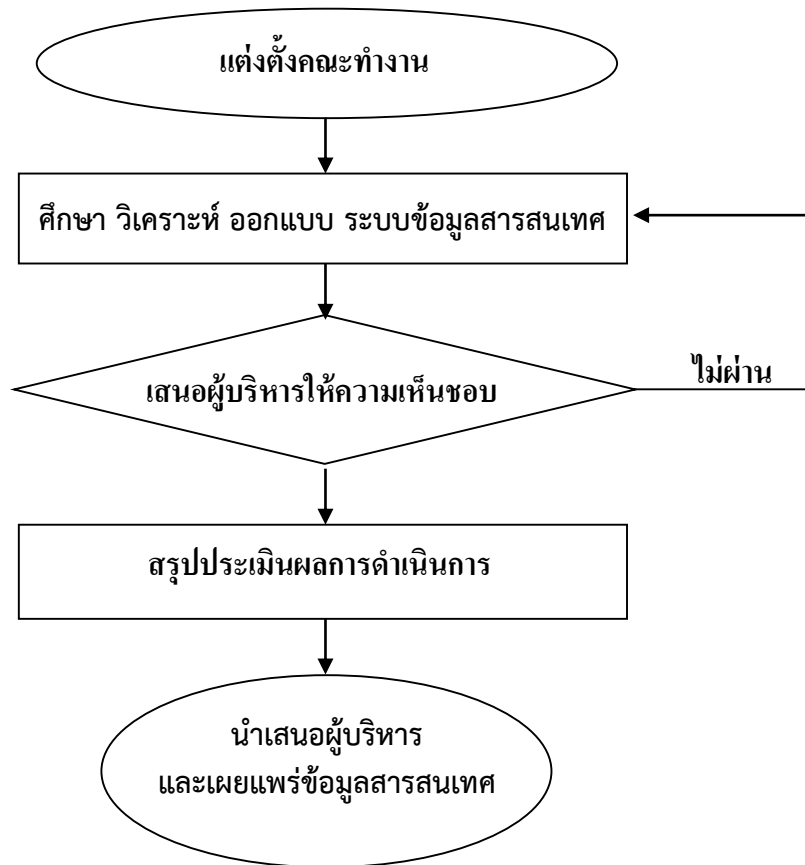 แต่งตั้งคณะทำงาน
ศึกษา วิเคราะห์ ออกแบบ ระบบข้อมูลสารสนเทศ
เสนอผู้บริหารให้ความเห็นชอบ
ไม่ผ่าน
สรุปประเมินผลการดำเนินการ
นำเสนอผู้บริหาร
และเผยแพร่ข้อมูลสารสนเทศ